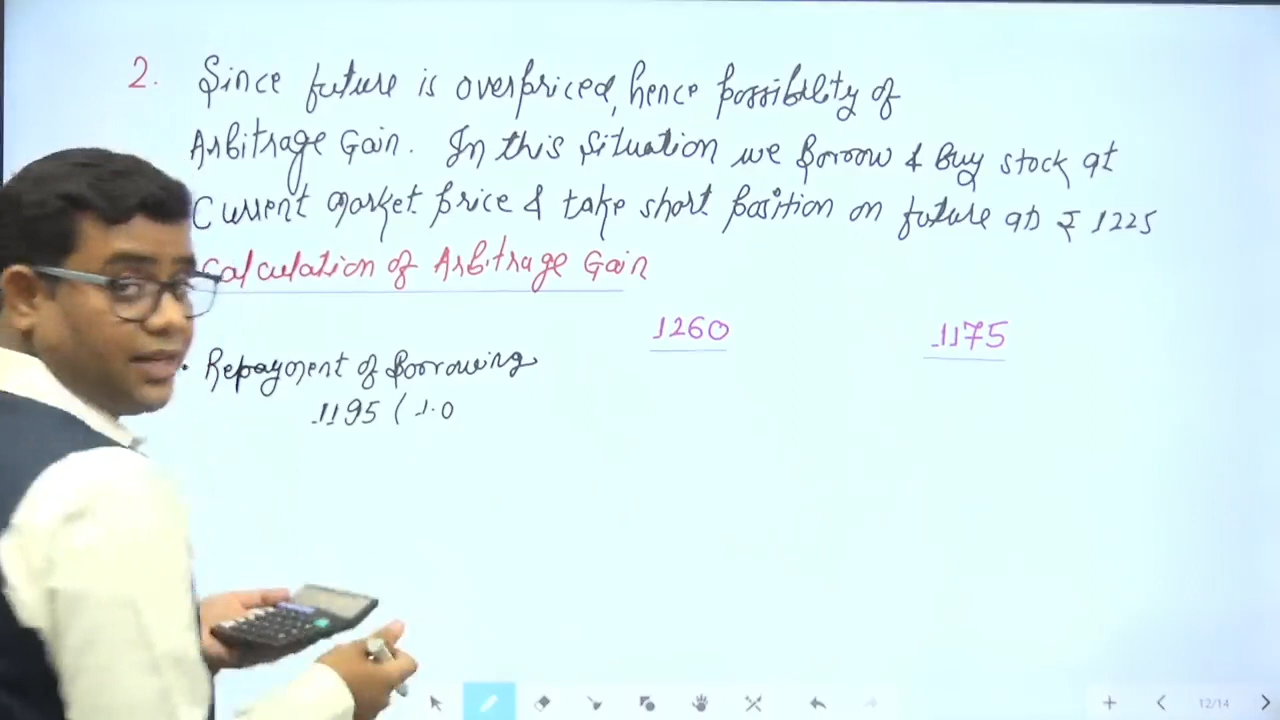 2. Since future is overpriced, hence possibility of
Arbitrage Gain. In this situation we borrow & Buy stock at
Current market price & take short position on future at ₹ 1225
Calculation of Arbitrage Gain
1260 1175
• Repayment of Borrowing
1195 ( 1.0
12/14